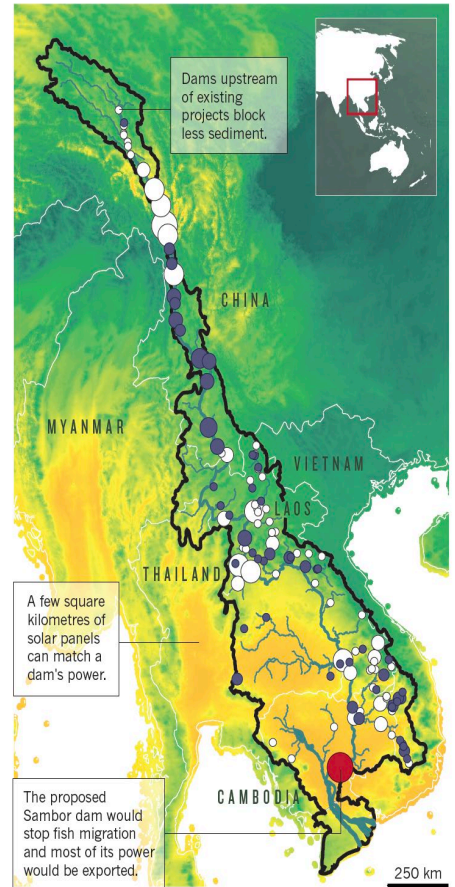 Dams upstream
of existing
projects block
less sediment.
CHINA
MYANMAR
VIETNAM
LAOS
THAILAND
A few square
kilometres of
solar panels
can match a
dam's power.
The proposed
Sambor dam would
stop fish migration
and most of its power
would be exported.
CAMBODIA
250 km